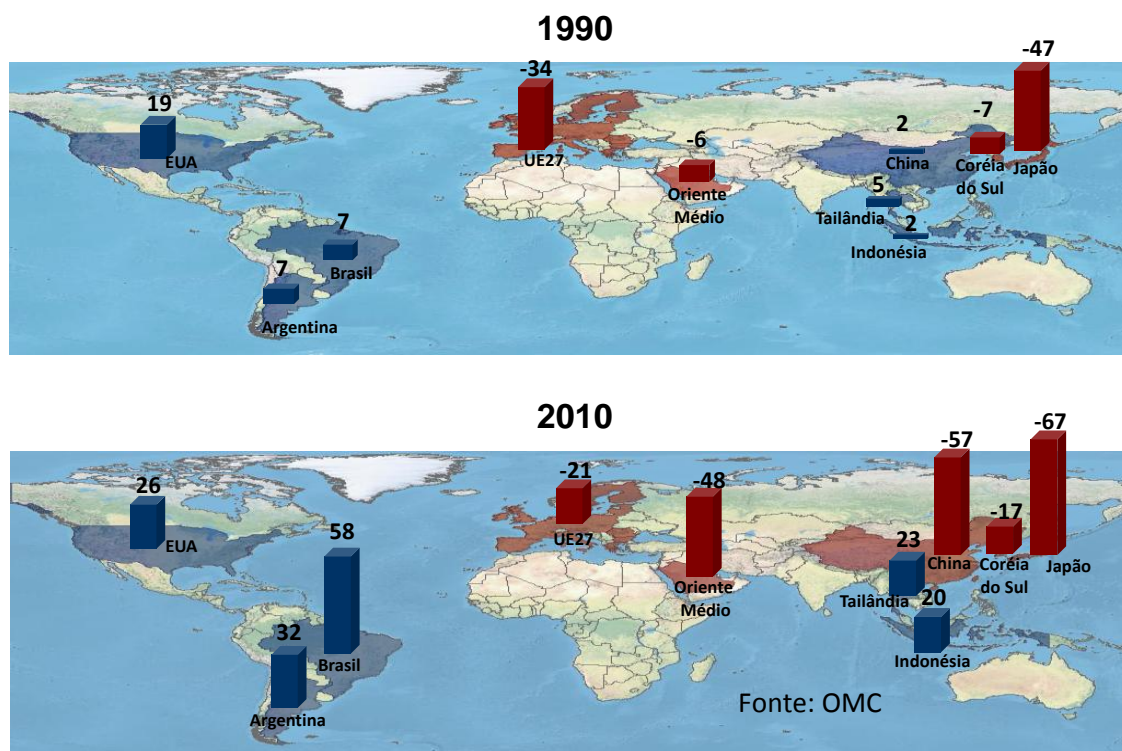 1990
19
EUA
-34
UE27
-6
Oriente
Médio
2
China
-7
Coréia
do Sul
-47
Japão
5
Tailândia
2
Indonésia
7
Brasil
7
Argentina
2010
26
EUA
58
Brasil
32
Argentina
-21
UE27
-48
Oriente
Médio
-57
China
-17
Coréia
do Sul
-67
Japão
23
Tailândia
20
Indonésia
Fonte: OMC